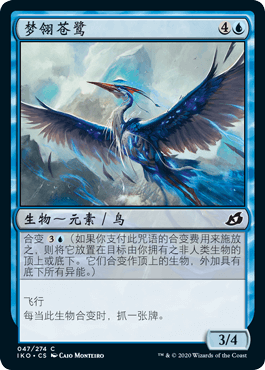 梦翎苍鹭 4
生物～元素／鸟
合变 3（如果你支付此咒语的合变费用来施放之，则将它放置在目标由你拥有之非人类生物的顶上或底下。它们合变作顶上的生物，外加具有底下所有异能。）
飞行
每当此生物合变时，抓一张牌。
3/4
047/274 C
IKO • CS CAIO MONTEIRO
™ & © 2020 Wizards of the Coast